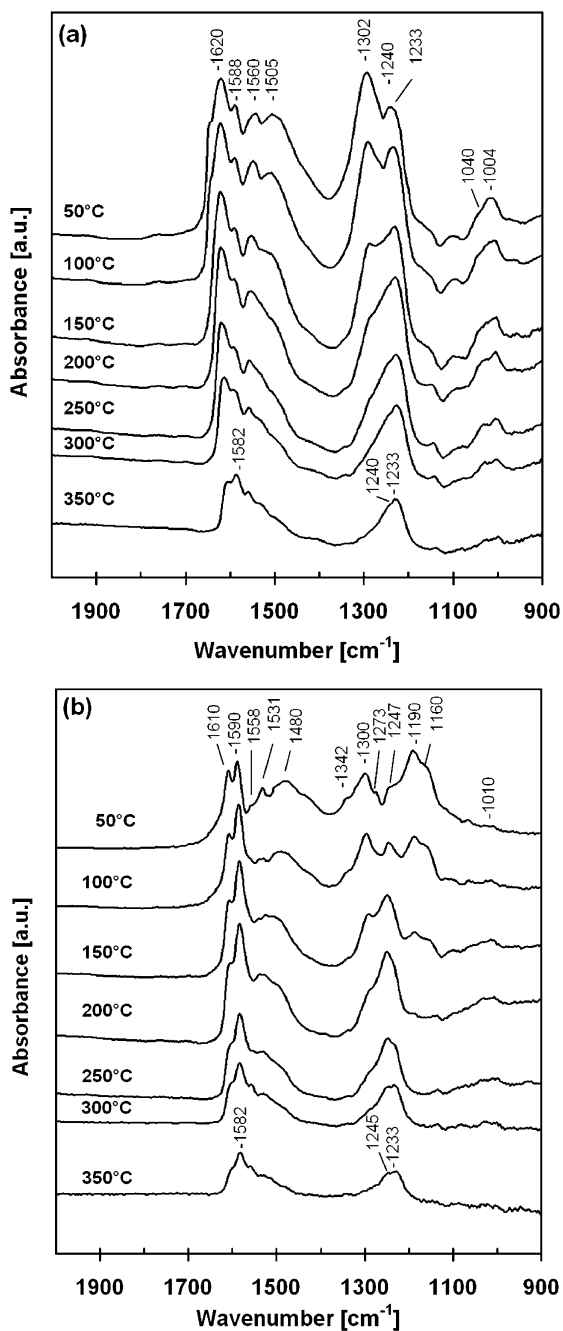 (a)
-1620
-1588
-1560
-1505
-1302
-1240
1233
1040
-1004
50°C
100°C
150°C
200°C
250°C
300°C
350°C
-1582
1240
-1233
Absorbance [a.u.]
1900 1700 1500 1300 1100 900
Wavenumber [cm-1]
(b)
1610
-1590
1558
1531
1480
-1342
-1300
1273
1247
-1190
1160
-1010
50°C
100°C
150°C
200°C
250°C
300°C
350°C
-1582
1245
-1233
Absorbance [a.u.]
1900 1700 1500 1300 1100 900
Wavenumber [cm-1]